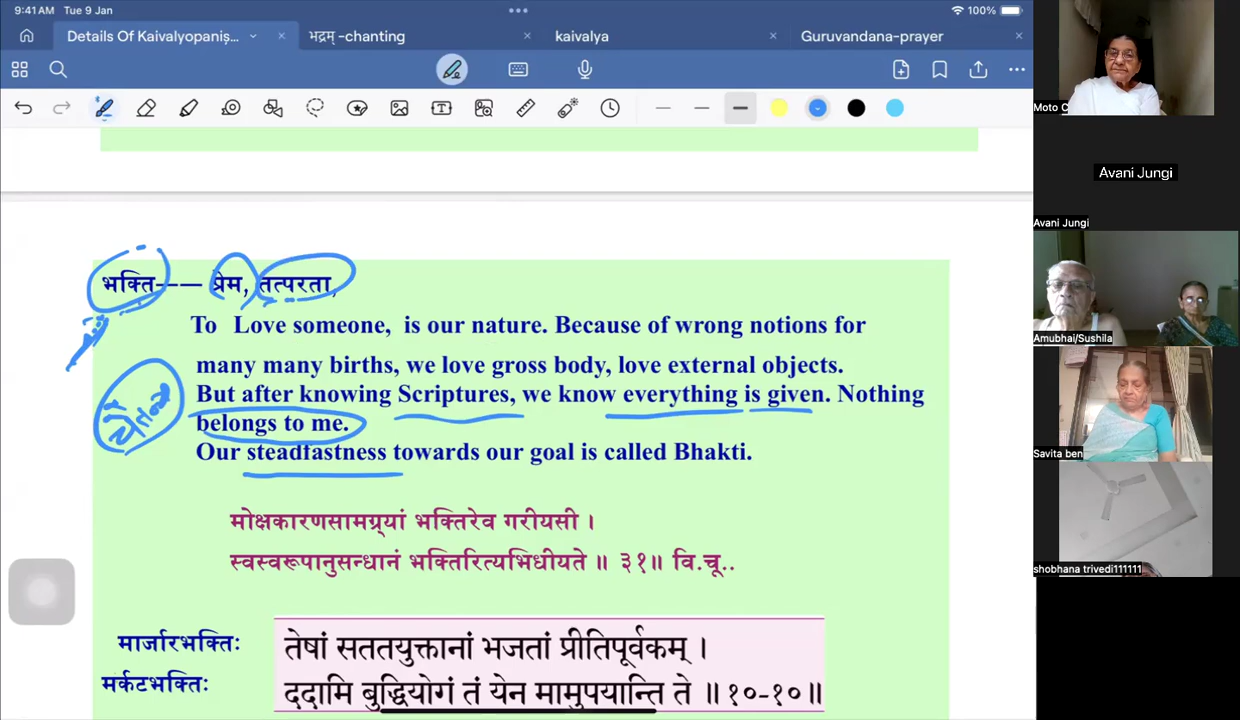 9:41 AM Tue 9 Jan
100%
Details Of Kaivalyopaniṣ...
भद्रम् -chanting
kaivalya
Guruvandana-prayer
भक्ति—— प्रेम, तत्परता,
To Love someone, is our nature. Because of wrong notions for
many many births, we love gross body, love external objects.
But after knowing Scriptures, we know everything is given. Nothing
belongs to me.
Our steadfastness towards our goal is called Bhakti.
चैतन्य
मोक्षकारणसामग्र्यां भक्तिरेव गरीयसी ।
स्वस्वरूपानुसन्धानं भक्तिरित्यभिधीयते ॥ ३१॥ वि.चू..
मार्जारभक्तिः
मर्कटभक्तिः
तेषां सततयुक्तानां भजतां प्रीतिपूर्वकम् ।
ददामि बुद्धियोगं तं येन मामुपयान्ति ते ॥ १०-१०॥
Moto C
Avani Jungi
Avani Jungi
Amubhai/Sushila
Savita ben
shobhana trivedi111111